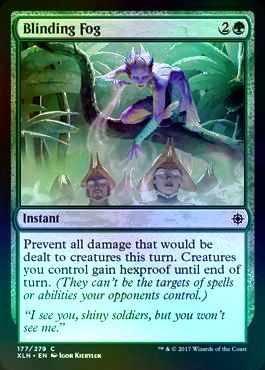 Blinding Fog 2
Instant
Prevent all damage that would be
dealt to creatures this turn. Creatures
you control gain hexproof until end of
turn. (They can't be the targets of spells
or abilities your opponents control.)
"I see you, shiny soldiers, but you won't
see me."
177/279 C
XLN • EN Igor Kieryluk
™ & © 2017 Wizards of the Coast